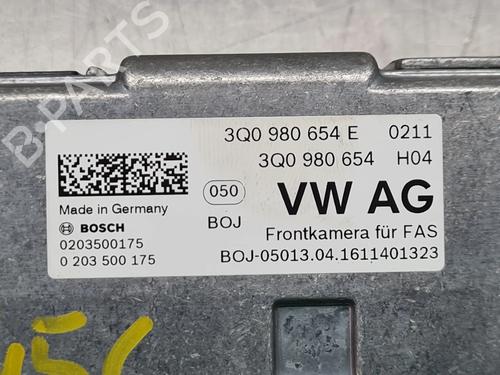 B-PARTS
3Q0 980 654 E 0211
3Q0 980 654 H04
050
VW AG
Made in Germany
BOJ
BOSCH
Frontkamera für FAS
0203500175
0 203 500 175
BOJ-05013.04.1611401323